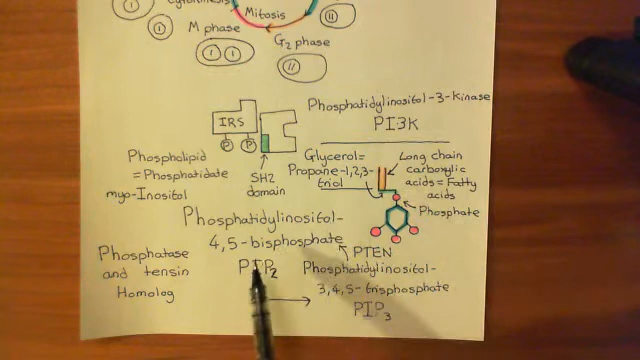 Cytokinesis
Mitosis
M phase
G2 phase
Phosphatidylinositol-3-kinase
PI3K
IRS
P P
SH2
domain
Glycerol=
Propane-1,2,3-
triol
Long chain
carboxylic
acids = Fatty
acids
Phosphate
Phospholipid
= Phosphatidate
myo-Inositol
Phosphatidylinositol-
4,5-bisphosphate
PIP2
Phosphatase
and tensin
Homolog
PTEN
Phosphatidylinositol-
3,4,5-trisphosphate
PIP3